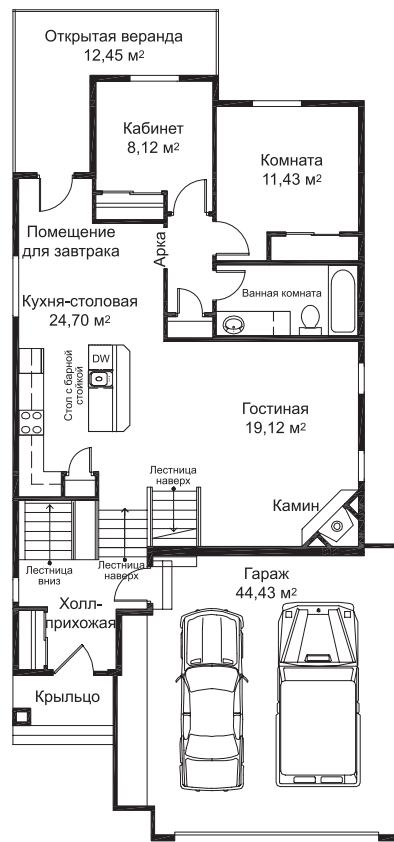 Открытая веранда
12,45 м2
Кабинет
8,12 м2
Комната
11,43 м2
Помещение
для завтрака
Арка
Кухня-столовая
24,70 м2
Ванная комната
DW
Стол с барной
стойкой
Гостиная
19,12 м2
Лестница
наверх
Камин
Лестница
вниз
Лестница
наверх
Гараж
44,43 м2
Холл-
прихожая
Крыльцо